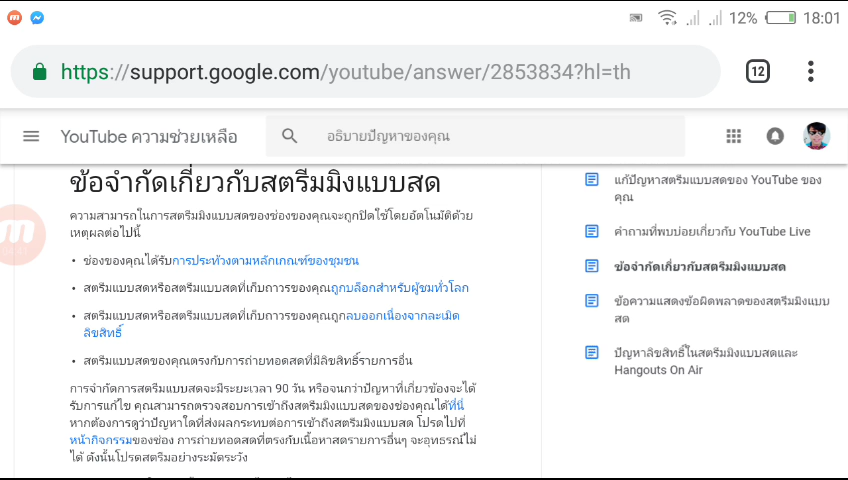 12% 18:01
https://support.google.com/youtube/answer/2853834?hl=th
12
YouTube ความช่วยเหลือ
อธิบายปัญหาของคุณ
ข้อจำกัดเกี่ยวกับสตรีมมิงแบบสด
ความสามารถในการสตรีมมิงแบบสดของช่องของคุณจะถูกปิดใช้โดยอัตโนมัติด้วย
เหตุผลต่อไปนี้
• ช่องของคุณได้รับการประท้วงตามหลักเกณฑ์ของชุมชน
• สตรีมแบบสดหรือสตรีมแบบสดที่เก็บถาวรของคุณถูกบล็อกสำหรับผู้ชมทั่วโลก
• สตรีมแบบสดหรือสตรีมแบบสดที่เก็บถาวรของคุณถูกลบออกเนื่องจากละเมิด
ลิขสิทธิ์
• สตรีมแบบสดของคุณตรงกับการถ่ายทอดสดที่มีลิขสิทธิ์รายการอื่น
การจำกัดการสตรีมแบบสดจะมีระยะเวลา 90 วัน หรือจนกว่าปัญหาที่เกี่ยวข้องจะได้
รับการแก้ไข คุณสามารถตรวจสอบการเข้าถึงสตรีมมิงแบบสดของช่องคุณได้ที่นี่
หากต้องการดูว่าปัญหาใดที่ส่งผลกระทบต่อการเข้าถึงสตรีมมิงแบบสด โปรดไปที่
หน้ากิจกรรมของช่อง การถ่ายทอดสดที่ตรงกับเนื้อหาสดรายการอื่นๆ จะอุทธรณ์ไม่
ได้ ดังนั้นโปรดสตรีมอย่างระมัดระวัง
แก้ปัญหาสตรีมแบบสดของ YouTube ของ
คุณ
คำถามที่พบบ่อยเกี่ยวกับ YouTube Live
ข้อจำกัดเกี่ยวกับสตรีมมิงแบบสด
ข้อความแสดงข้อผิดพลาดของสตรีมมิงแบบ
สด
ปัญหาลิขสิทธิ์ในสตรีมมิงแบบสดและ
Hangouts On Air